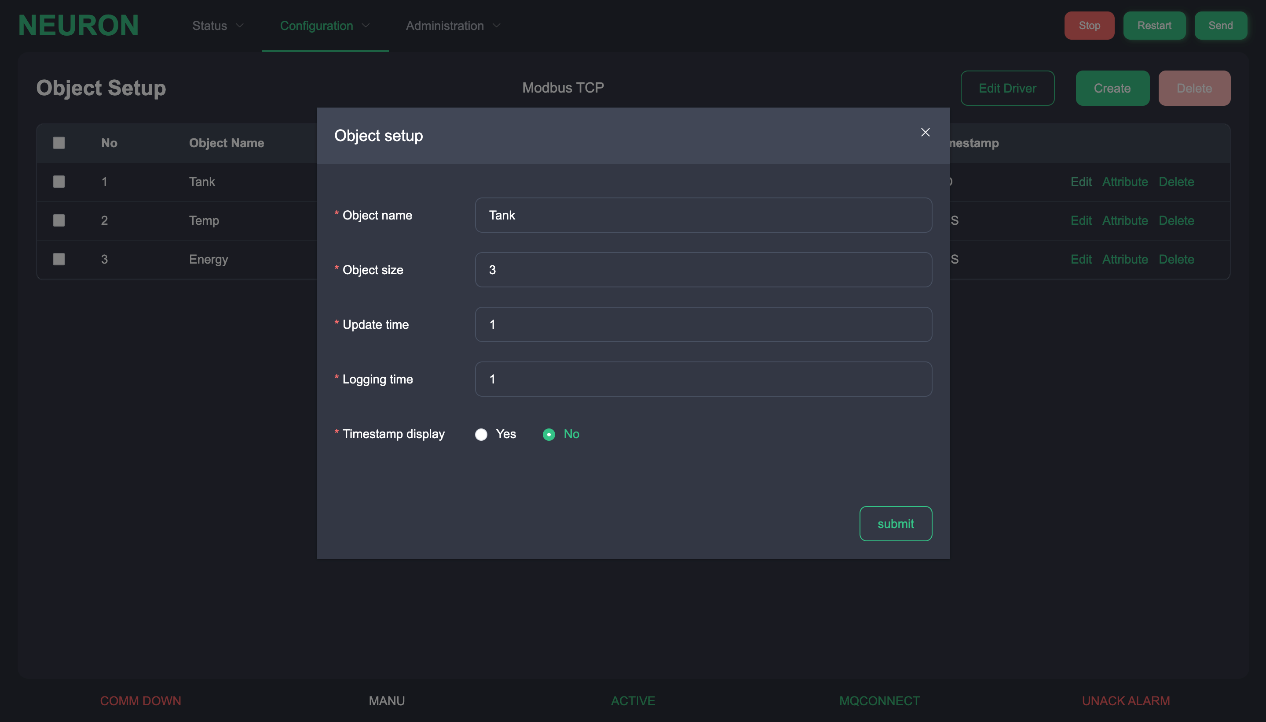 NEURON Status Configuration Administration Stop Restart Send
Object Setup Modbus TCP Edit Driver Create Delete
Object setup
No Object Name mestamp
1 Tank Edit Attribute Delete
2 Temp S Edit Attribute Delete
3 Energy S Edit Attribute Delete
* Object name Tank
* Object size 3
* Update time 1
* Logging time 1
* Timestamp display Yes No
submit
COMM DOWN MANU ACTIVE MQCONNECT UNACK ALARM